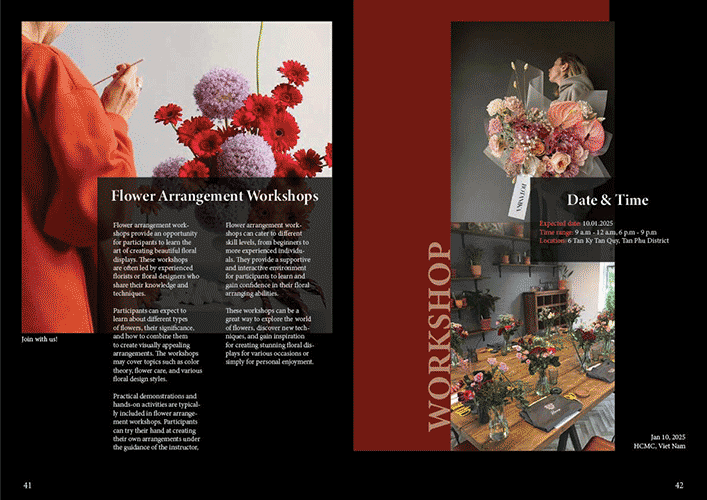 Flower Arrangement Workshops
Flower arrangement work-
shops provide an opportunity
for participants to learn the
art of creating beautiful floral
displays. These workshops
are often led by experienced
florists or floral designers who
share their knowledge and
techniques.
Participants can expect to
learn about different types
of flowers, their significance,
and how to combine them
to create visually appealing
arrangements. The workshops
may cover topics such as color
theory, flower care, and various
floral design styles.
Practical demonstrations and
hands-on activities are typical-
ly included in flower arrange-
ment workshops. Participants
can try their hand at creating
their own arrangements under
the guidance of the instructor,
Flower arrangement work-
shops can cater to different
skill levels, from beginners to
more experienced individu-
als. They provide a supportive
and interactive environment
for participants to learn and
gain confidence in their floral
arranging abilities.
These workshops can be a
great way to explore the world
of flowers, discover new tech-
niques, and gain inspiration
for creating stunning floral dis-
plays for various occasions or
simply for personal enjoyment.
Join with us!
41
WORKSHOP
Date & Time
Expected date: 10.01.2025
Time range: 9 a.m - 12 a.m, 6 p.m - 9 p.m
Location: 6 Tan Ky Tan Quy, Tan Phu District
Jan 10, 2025
HCMC, Viet Nam
42